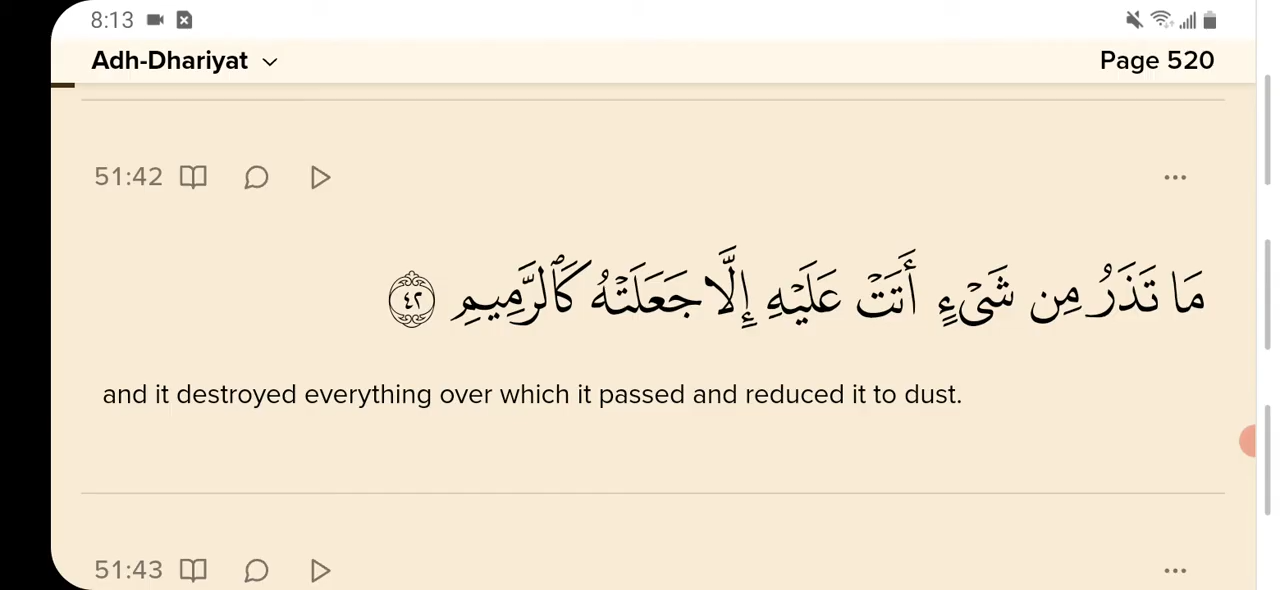 8:13
Adh-Dhariyat
Page 520
51:42
مَا تَذَرُ مِن شَىْءٍ أَتَتْ عَلَيْهِ إِلَّا جَعَلَتْهُ كَٱلرَّمِيمِ ٤٢
and it destroyed everything over which it passed and reduced it to dust.
51:43